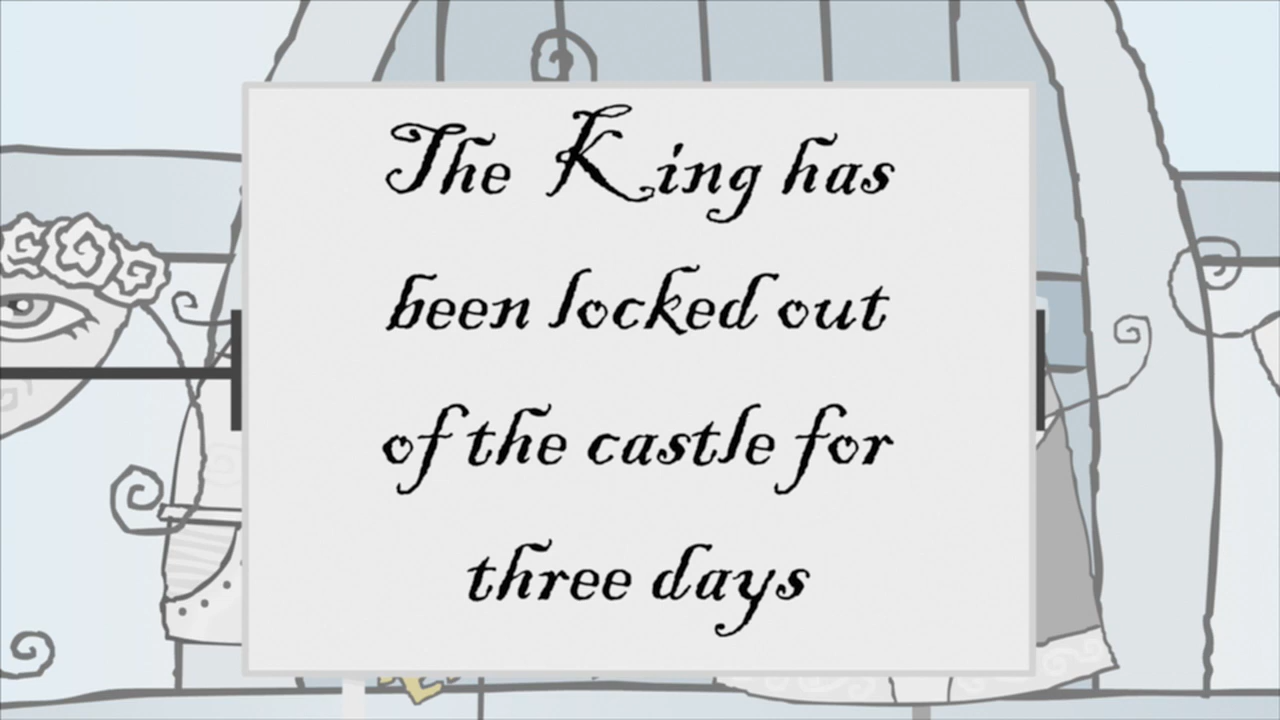 The King has
been locked out
of the castle for
three days